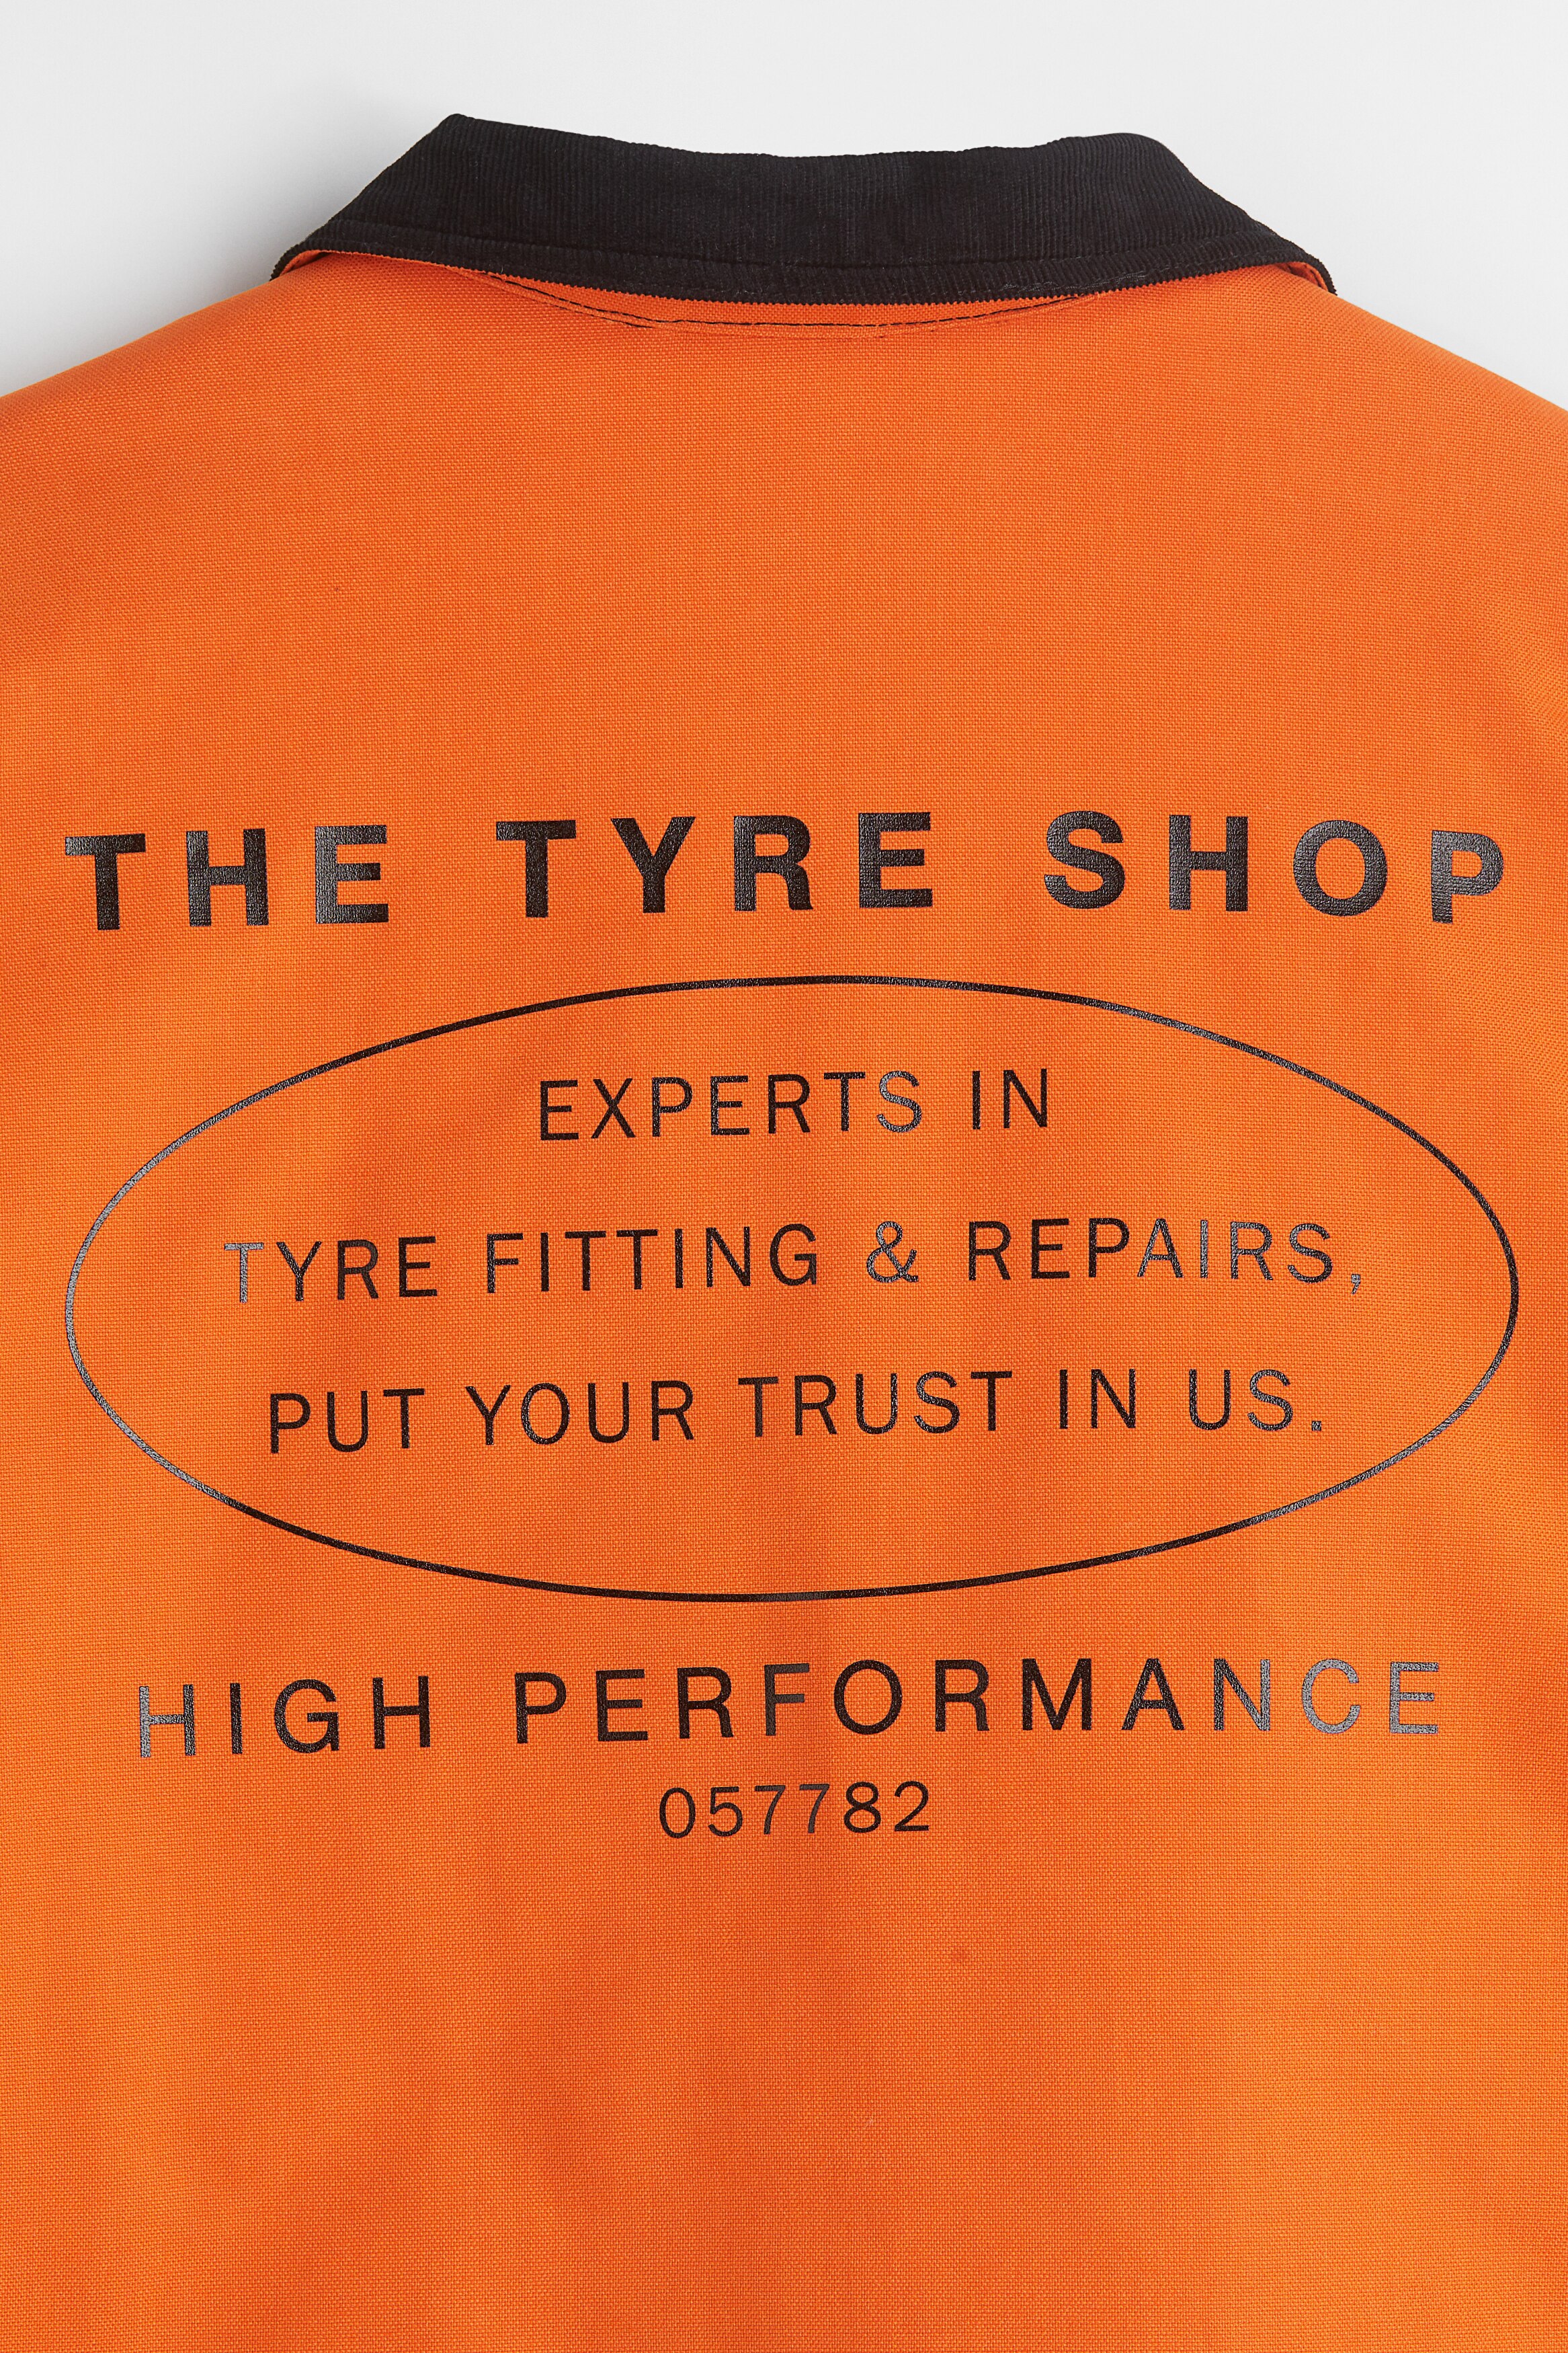 THE TYRE SHOP
EXPERTS IN
TYRE FITTING & REPAIRS,
PUT YOUR TRUST IN US.
HIGH PERFORMANCE
057782